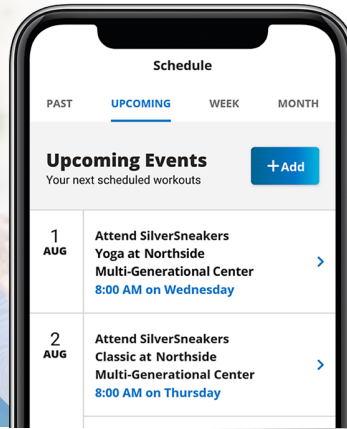 Schedule
PAST UPCOMING WEEK MONTH
Upcoming Events
Your next scheduled workouts
+Add
1
AUG
Attend SilverSneakers
Yoga at Northside
Multi-Generational Center
8:00 AM on Wednesday
2
AUG
Attend SilverSneakers
Classic at Northside
Multi-Generational Center
8:00 AM on Thursday